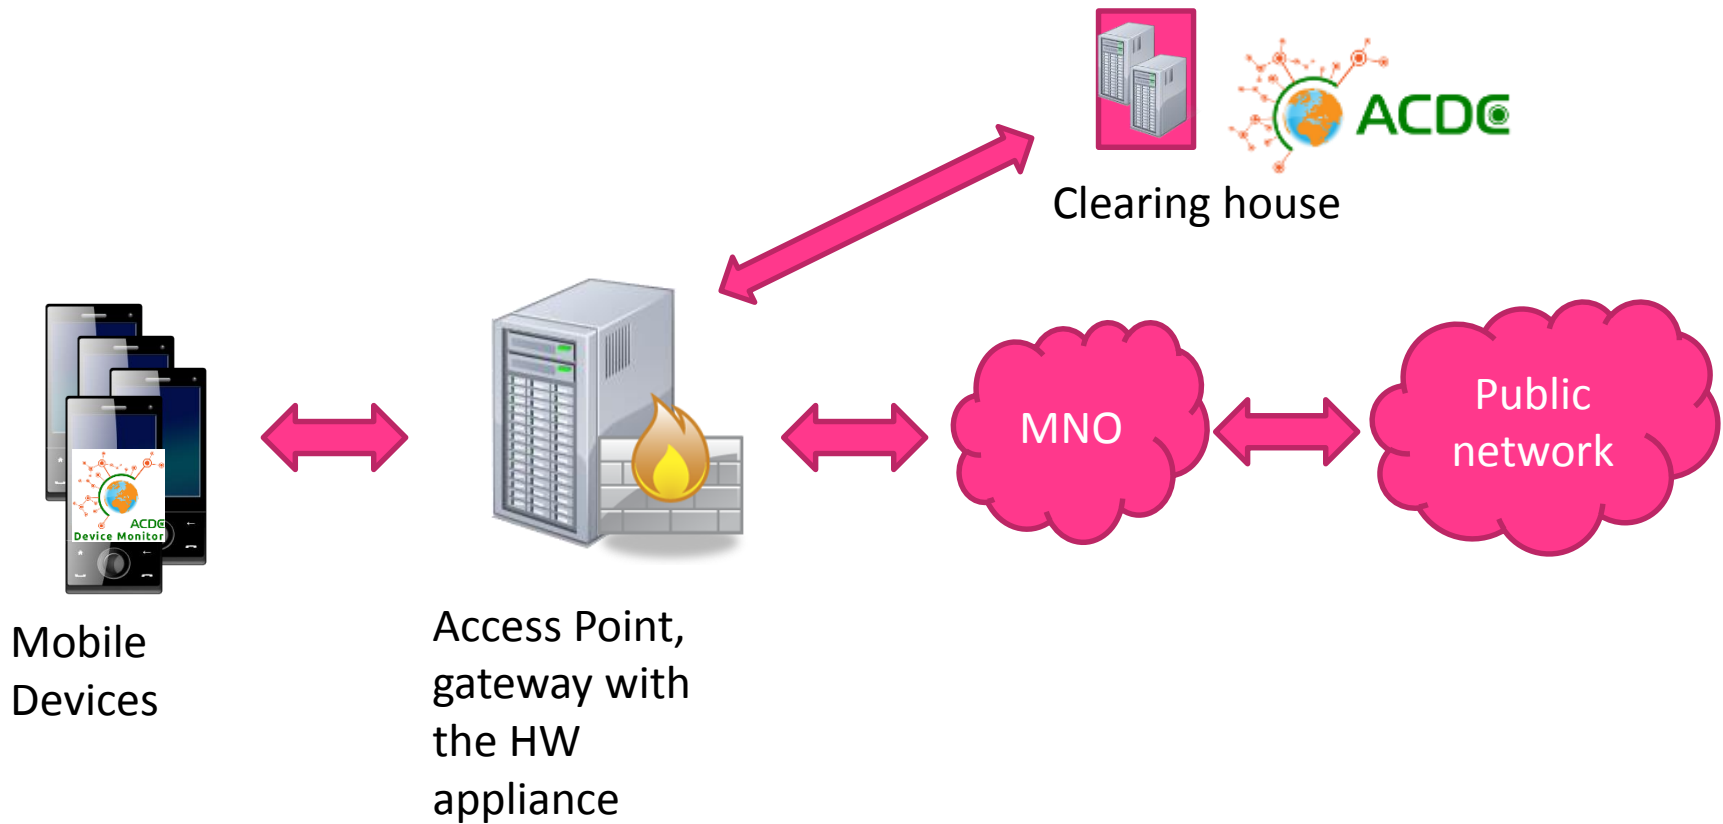 ACDC
Clearing house
MNO
Public
network
ACDC
Device Monitor
Mobile
Devices
Access Point,
gateway with
the HW
appliance